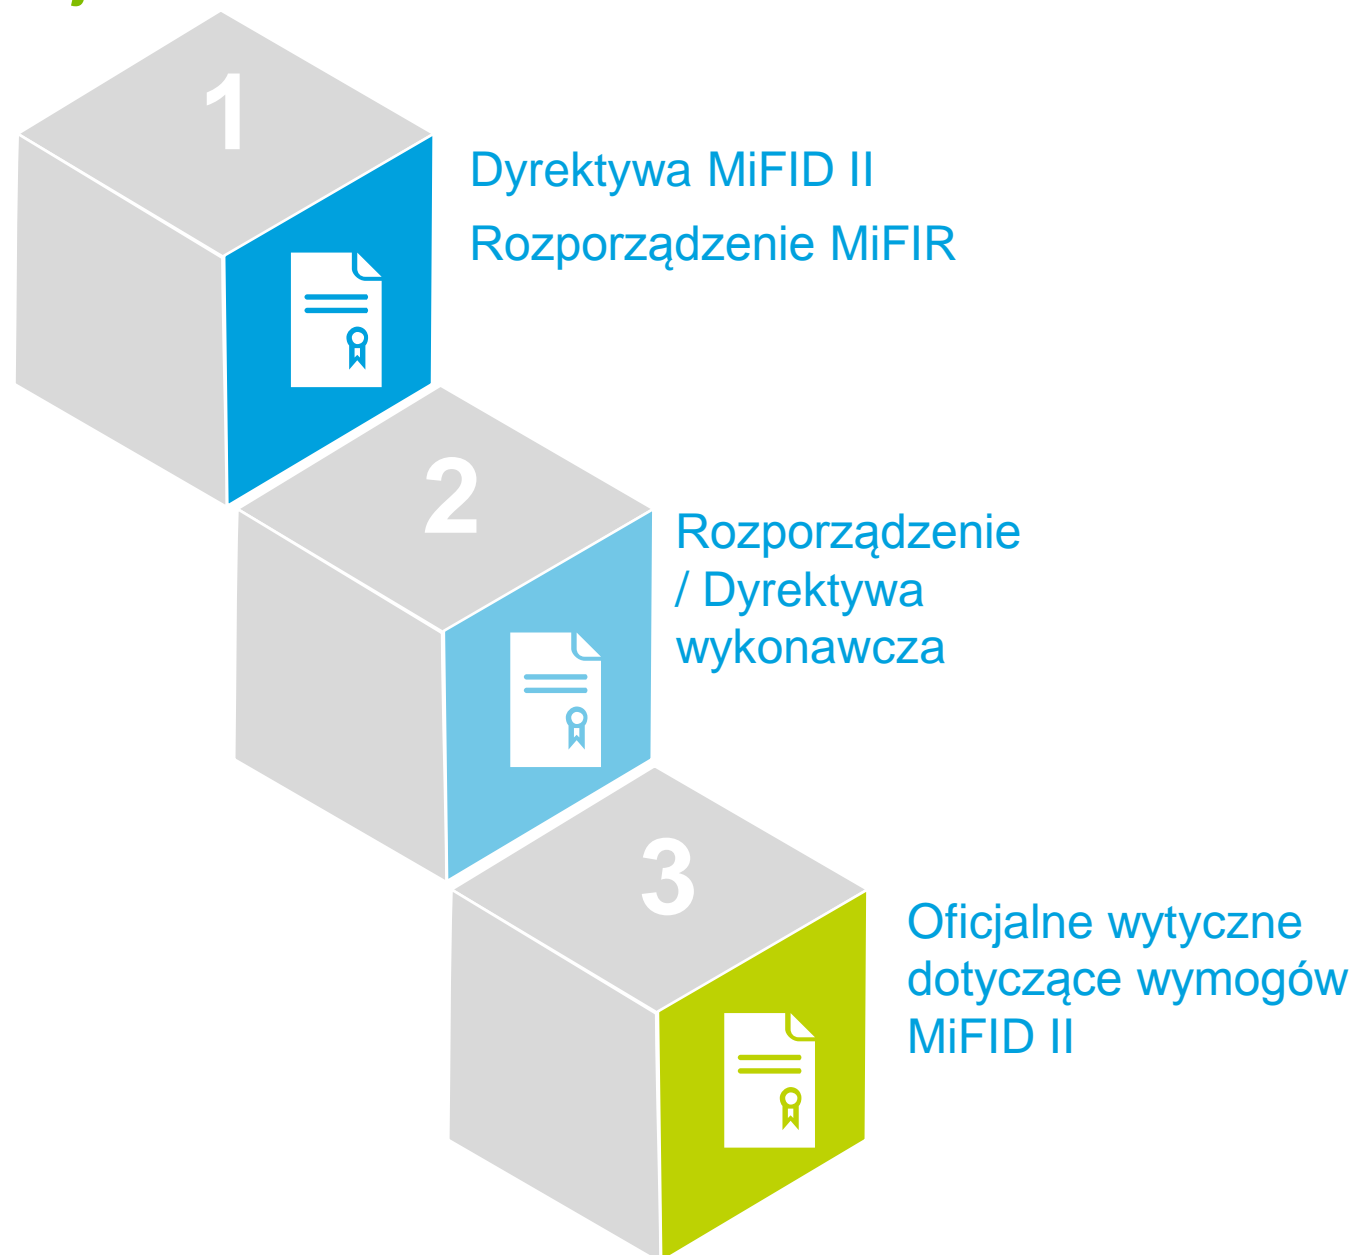 1
Dyrektywa MiFID II
Rozporządzenie MiFIR
2
Rozporządzenie
/ Dyrektywa
wykonawcza
3
Oficjalne wytyczne
dotyczące wymogów
MiFID II